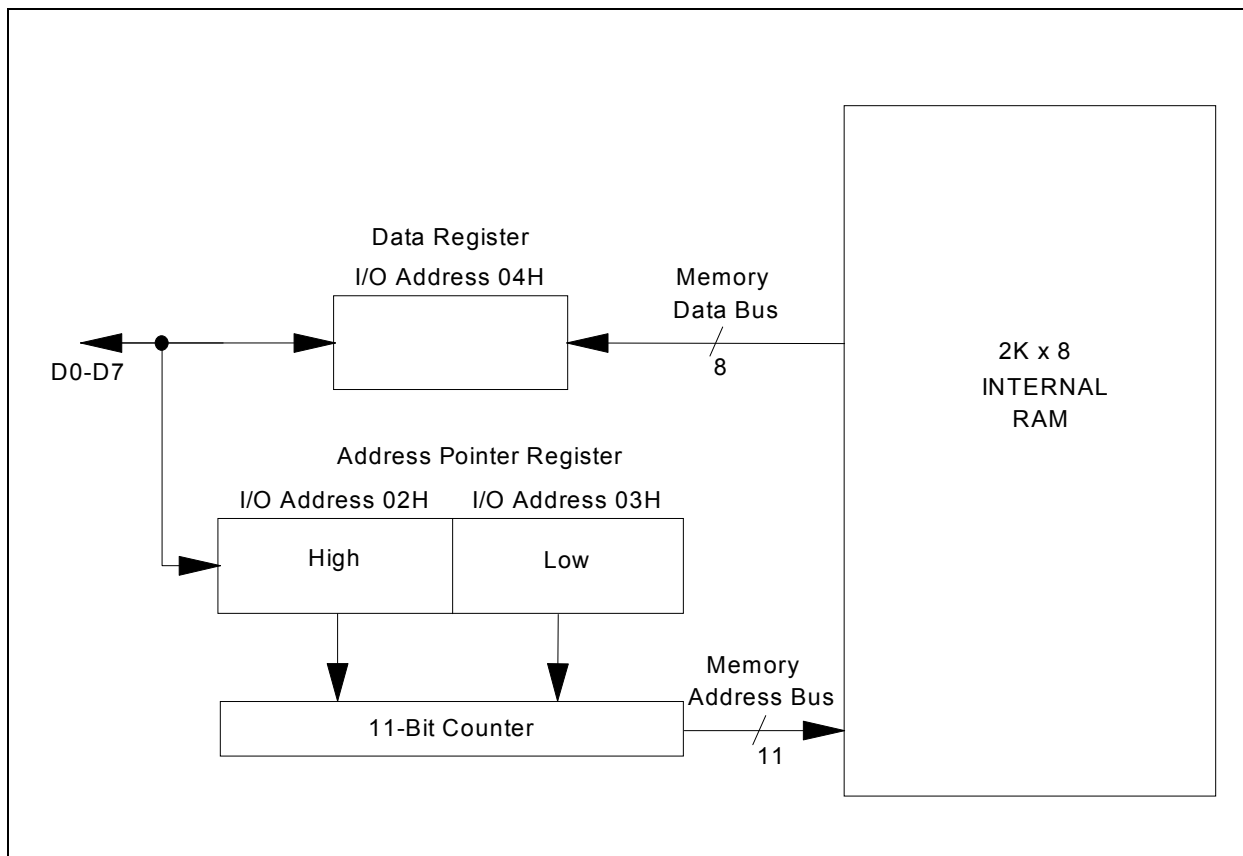 Data Register
I/O Address 04H
Memory
Data Bus
8
D0-D7
2K x 8
INTERNAL
RAM
Address Pointer Register
I/O Address 02H
I/O Address 03H
High
Low
Memory
Address Bus
11
11-Bit Counter